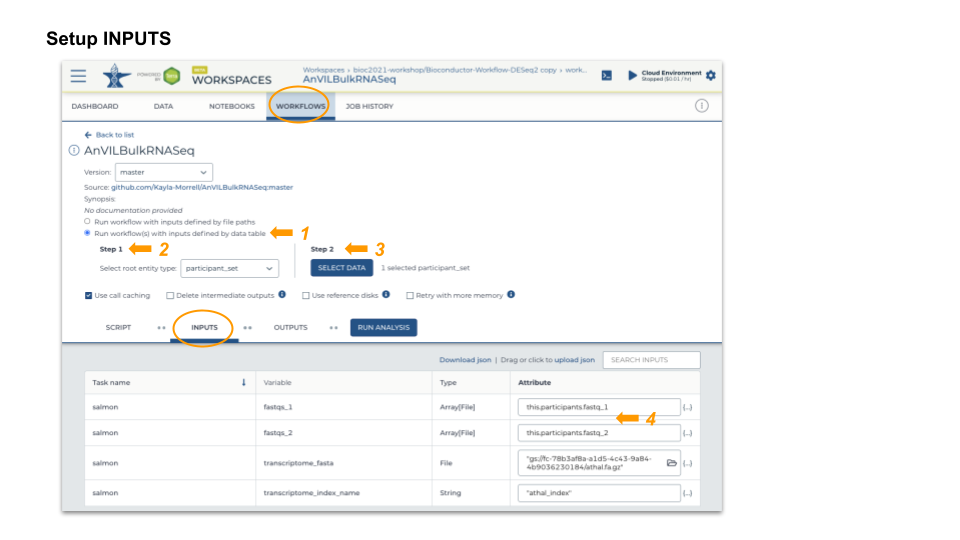 Setup INPUTS
POWERED BY
Terra
BETA
WORKSPACES
Workspaces › bioc2021-workshop/Bioconductor-Workflow-DESeq2 copy › work...
AnVILBulkRNASeq
Cloud Environment
Stopped ($0.01 / hr)
DASHBOARD DATA NOTEBOOKS WORKFLOWS JOB HISTORY
Back to list
AnVILBulkRNASeq
Version: master
Source: github.com/Kayla-Morrell/AnVILBulkRNASeq:master
Synopsis:
No documentation provided
Run workflow with inputs defined by file paths
Run workflow(s) with inputs defined by data table 1
Step 1 2 Step 2 3
Select root entity type: participant_set SELECT DATA 1 selected participant_set
Use call caching Delete intermediate outputs Use reference disks Retry with more memory
SCRIPT INPUTS OUTPUTS RUN ANALYSIS
Download json | Drag or click to upload json SEARCH INPUTS
Task name Variable Type Attribute
salmon fastqs_1 Array[File] this.participants.fastq_1 {...}
4
salmon fastqs_2 Array[File] this.participants.fastq_2 {...}
salmon transcriptome_fasta File "gs://fc-78b3af8a-a1d5-4c43-9a84-
4b9036230184/athal.fa.gz" {...}
salmon transcriptome_index_name String "athal_index" {...}